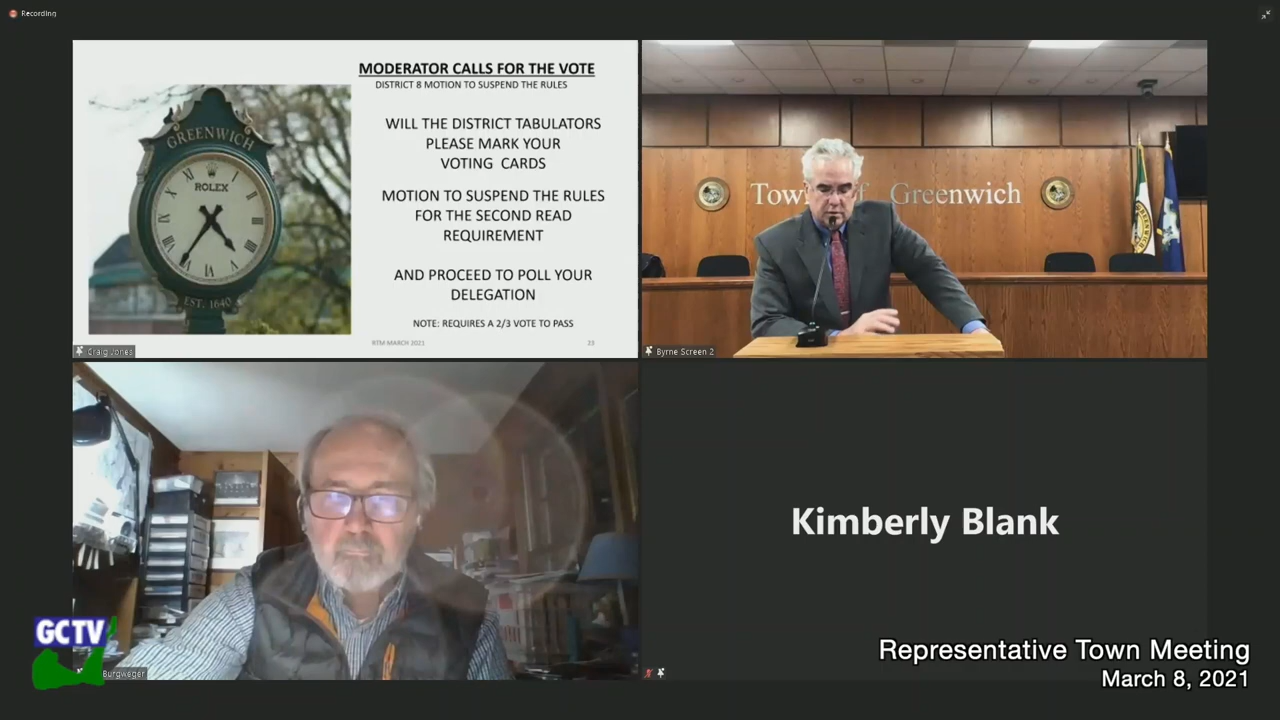 Recording
MODERATOR CALLS FOR THE VOTE
DISTRICT 8 MOTION TO SUSPEND THE RULES
WILL THE DISTRICT TABULATORS
PLEASE MARK YOUR
VOTING CARDS
MOTION TO SUSPEND THE RULES
FOR THE SECOND READ
REQUIREMENT
AND PROCEED TO POLL YOUR
DELEGATION
NOTE: REQUIRES A 2/3 VOTE TO PASS
RTM MARCH 2021
23
GREENWICH
ROLEX
EST. 1640
Craig Jones
Greenwich
Byrne Screen 2
Burgweger
Kimberly Blank
GCTV
Representative Town Meeting
March 8, 2021